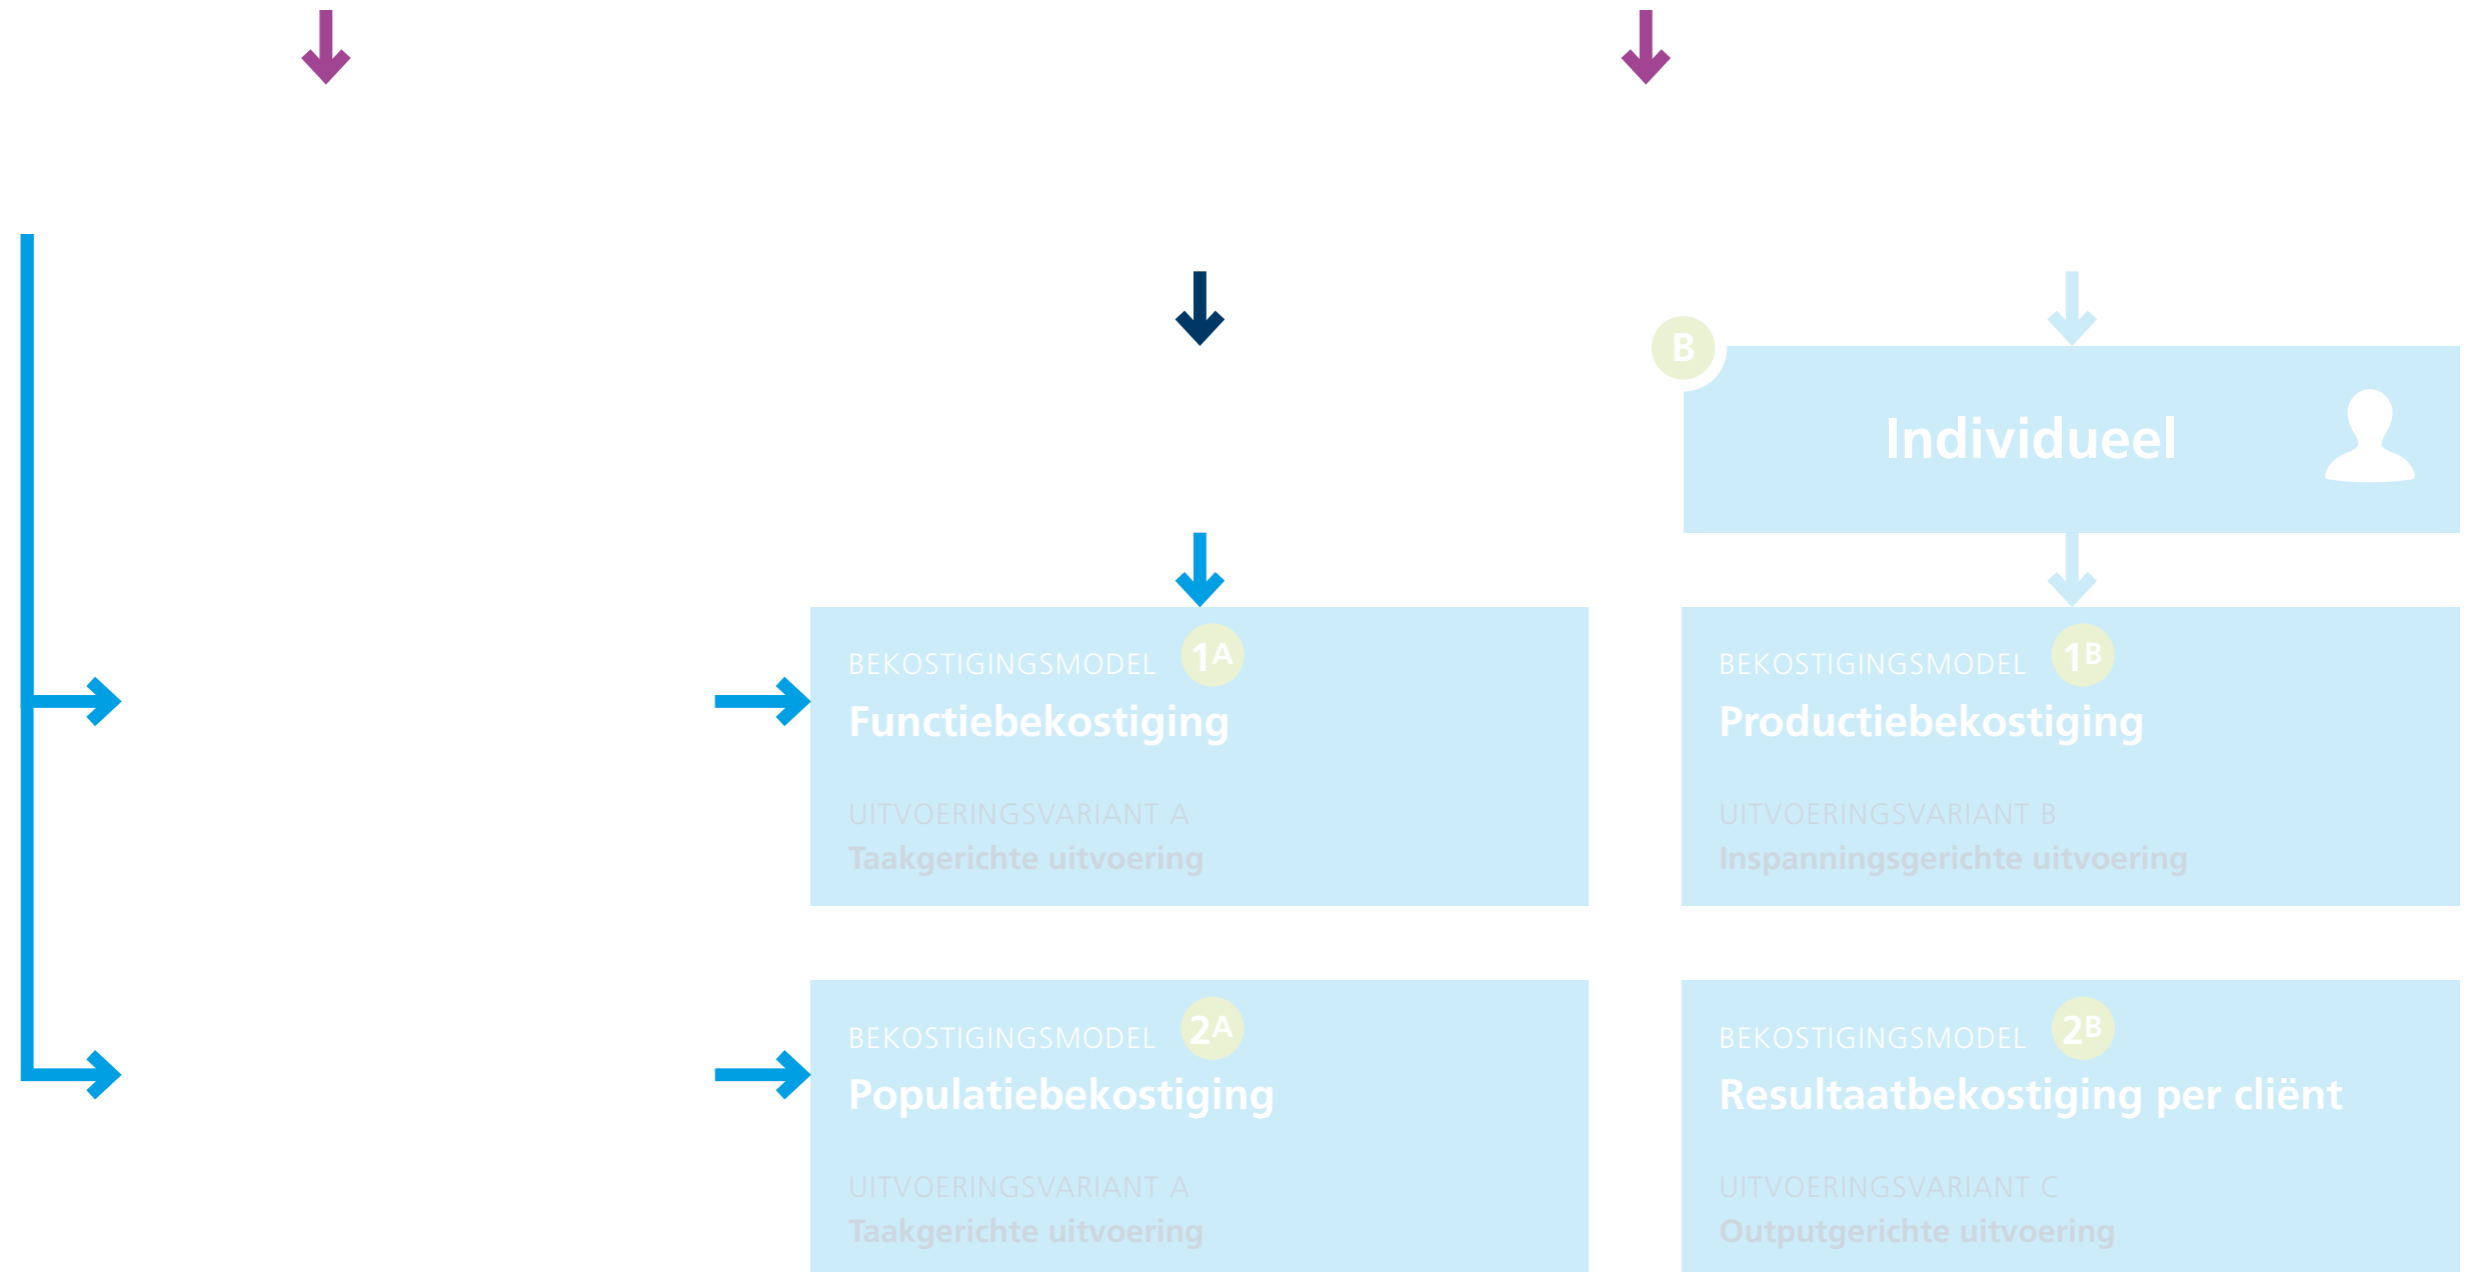 B
Individueel
BEKOSTIGINGSMODEL 1A
Functiebekostiging
UITVOERINGSVARIANT A
Taakgerichte uitvoering
BEKOSTIGINGSMODEL 1B
Productiebekostiging
UITVOERINGSVARIANT B
Inspanningsgerichte uitvoering
BEKOSTIGINGSMODEL 2A
Populatiebekostiging
UITVOERINGSVARIANT A
Taakgerichte uitvoering
BEKOSTIGINGSMODEL 2B
Resultaatbekostiging per cliënt
UITVOERINGSVARIANT C
Outputgerichte uitvoering